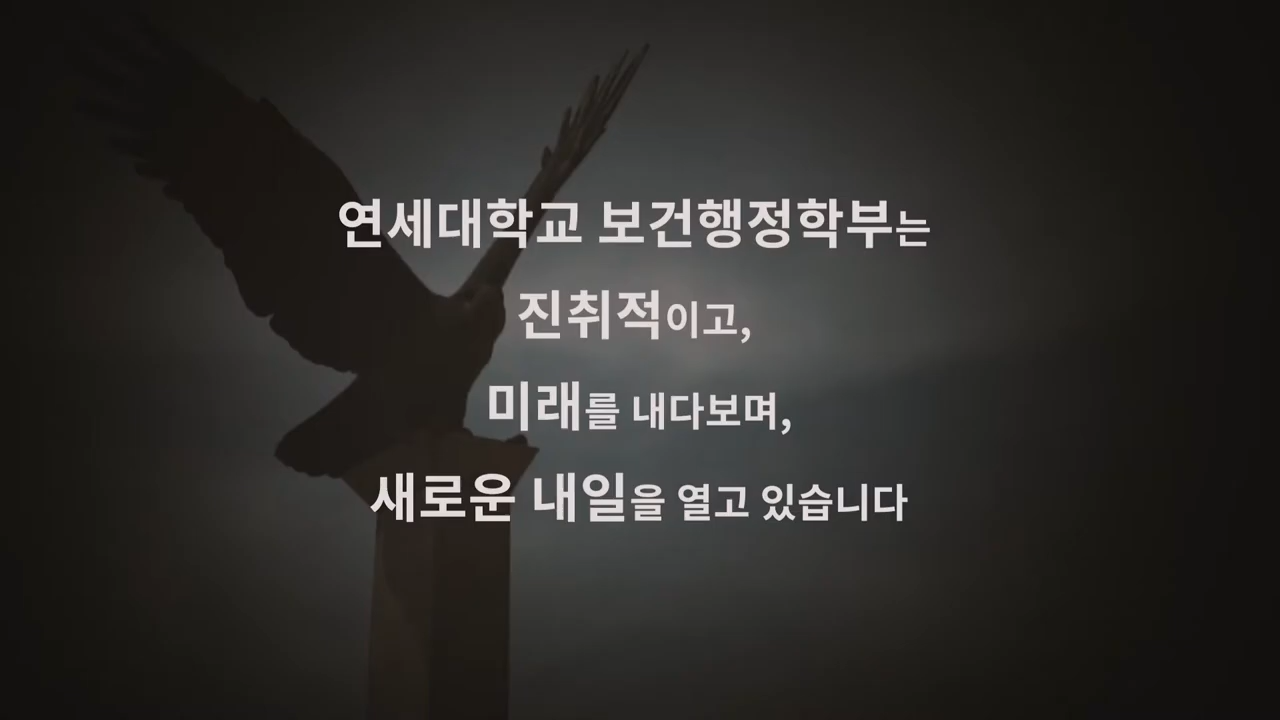 연세대학교 보건행정학부는
진취적이고,
미래를 내다보며,
새로운 내일을 열고 있습니다